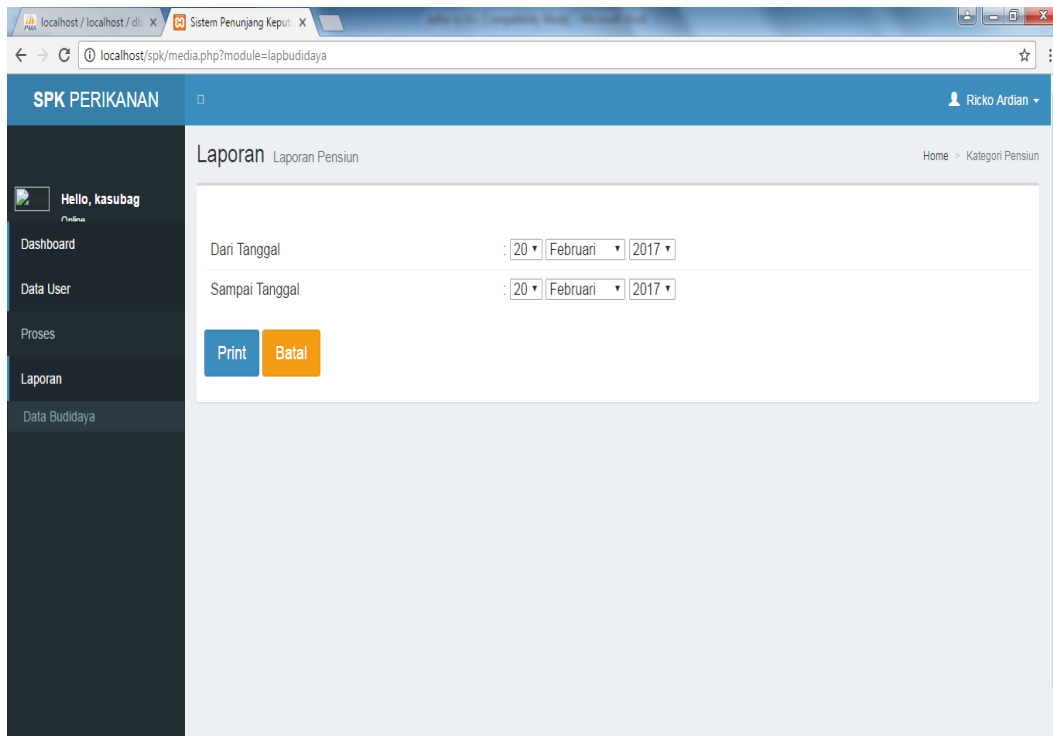 localhost / localhost / db
Sistem Penunjang Keputu
localhost/spk/media.php?module=lapbudidaya
SPK PERIKANAN
Ricko Ardian
Laporan Laporan Pensiun
Home > Kategori Pensiun
Hello, kasubag
Online
Dashboard
Data User
Proses
Laporan
Data Budidaya
Dari Tanggal : 20 Februari 2017
Sampai Tanggal : 20 Februari 2017
Print Batal